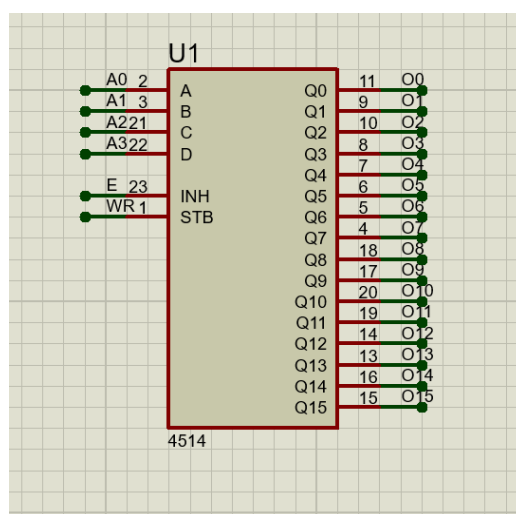 U1
A0 2 A Q0 11 O0
A1 3 B Q1 9 O1
A2 21 C Q2 10 O2
A3 22 D Q3 8 O3
Q4 7 O4
E 23 INH Q5 6 O5
WR 1 STB Q6 5 O6
Q7 4 O7
Q8 18 O8
Q9 17 O9
Q10 20 O10
Q11 19 O11
Q12 14 O12
Q13 13 O13
Q14 16 O14
Q15 15 O15
4514